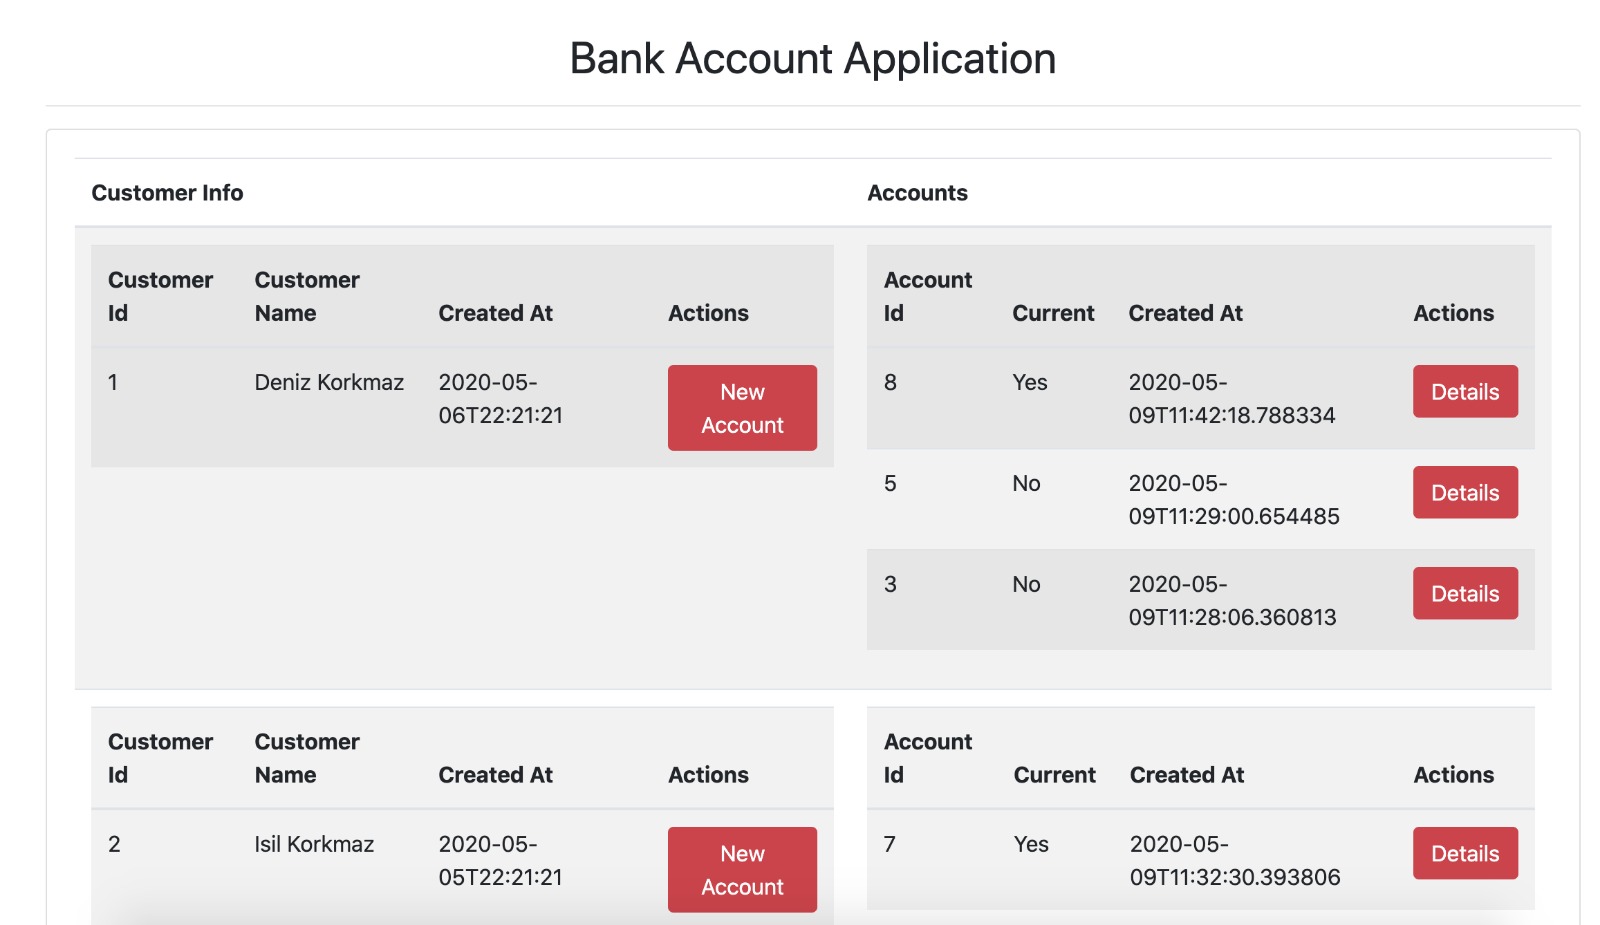 Bank Account Application
Customer Info Accounts
Customer Id Customer Name Created At Actions
1 Deniz Korkmaz 2020-05-
06T22:21:21 New
Account
Account Id Current Created At Actions
8 Yes 2020-05-
09T11:42:18.788334 Details
5 No 2020-05-
09T11:29:00.654485 Details
3 No 2020-05-
09T11:28:06.360813 Details
Customer Id Customer Name Created At Actions
2 Isil Korkmaz 2020-05-
05T22:21:21 New
Account
Account Id Current Created At Actions
7 Yes 2020-05-
09T11:32:30.393806 Details